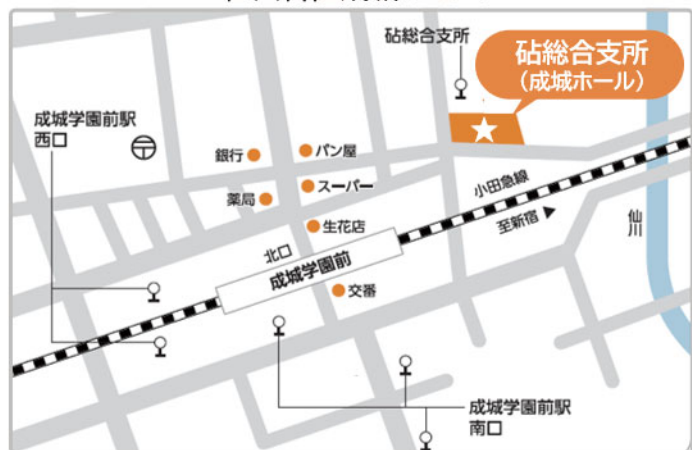 砧総合支所
砧総合支所
（成城ホール）
成城学園前駅
西口
銀行
パン屋
薬局
スーパー
生花店
小田急線
至新宿
仙川
北口
成城学園前
交番
成城学園前駅
南口